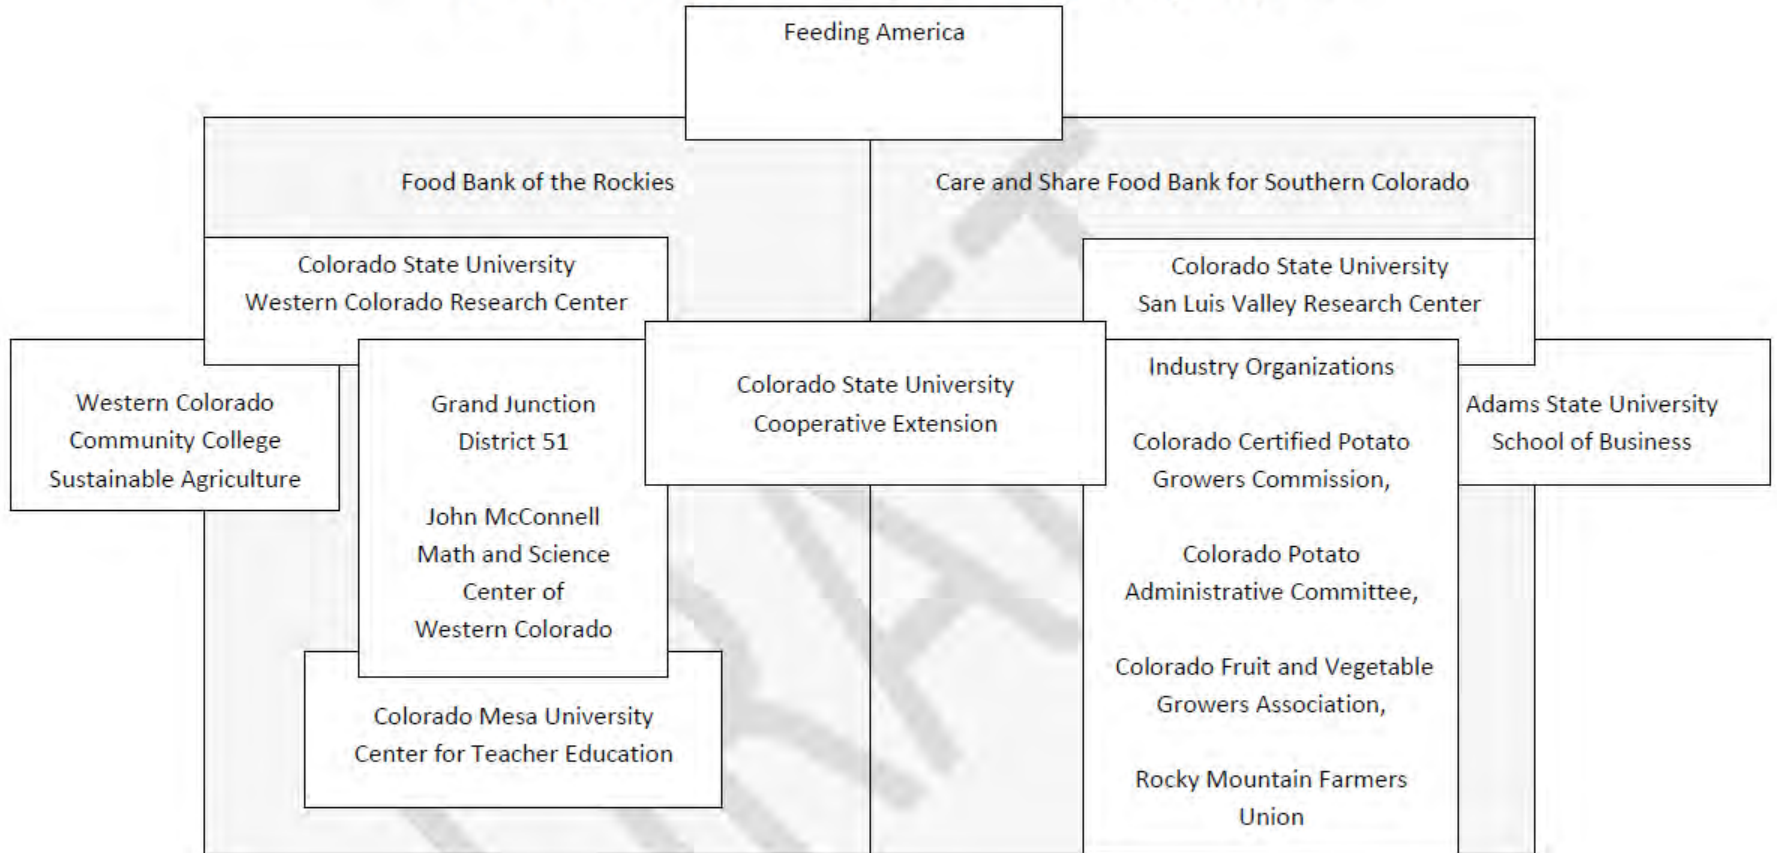 Feeding America
Food Bank of the Rockies
Care and Share Food Bank for Southern Colorado
Colorado State University
Western Colorado Research Center
Colorado State University
San Luis Valley Research Center
Western Colorado
Community College
Sustainable Agriculture
Grand Junction
District 51
John McConnell
Math and Science
Center of
Western Colorado
Colorado State University
Cooperative Extension
Industry Organizations
Colorado Certified Potato
Growers Commission,
Colorado Potato
Administrative Committee,
Colorado Fruit and Vegetable
Growers Association,
Rocky Mountain Farmers
Union
Adams State University
School of Business
Colorado Mesa University
Center for Teacher Education